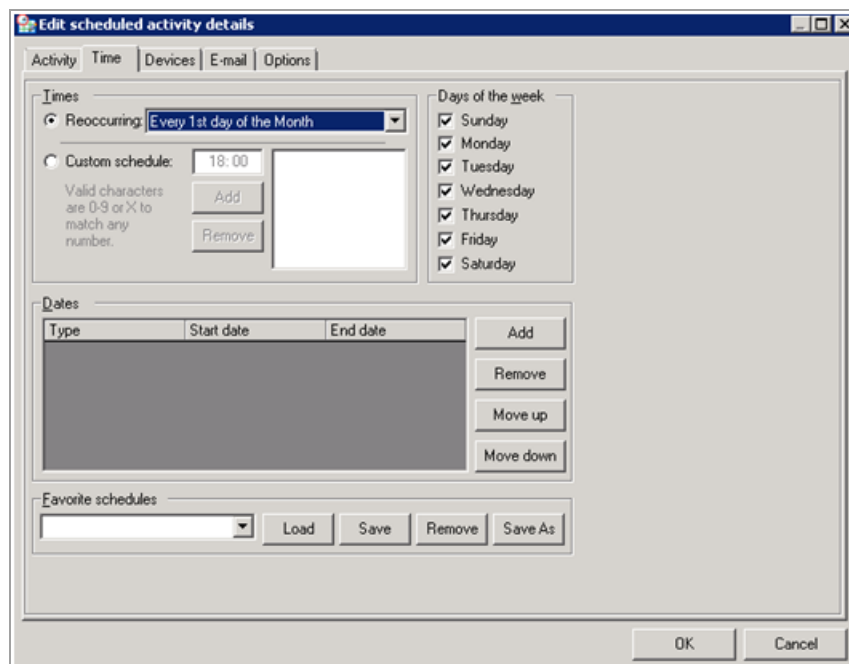 Edit scheduled activity details
Activity Time Devices E-mail Options
Times
Reoccurring: Every 1st day of the Month
Custom schedule: 18:00
Valid characters
are 0-9 or X to
match any
number.
Add
Remove
Days of the week
Sunday
Monday
Tuesday
Wednesday
Thursday
Friday
Saturday
Dates
Type Start date End date
Add
Remove
Move up
Move down
Favorite schedules
Load Save Remove Save As
OK Cancel